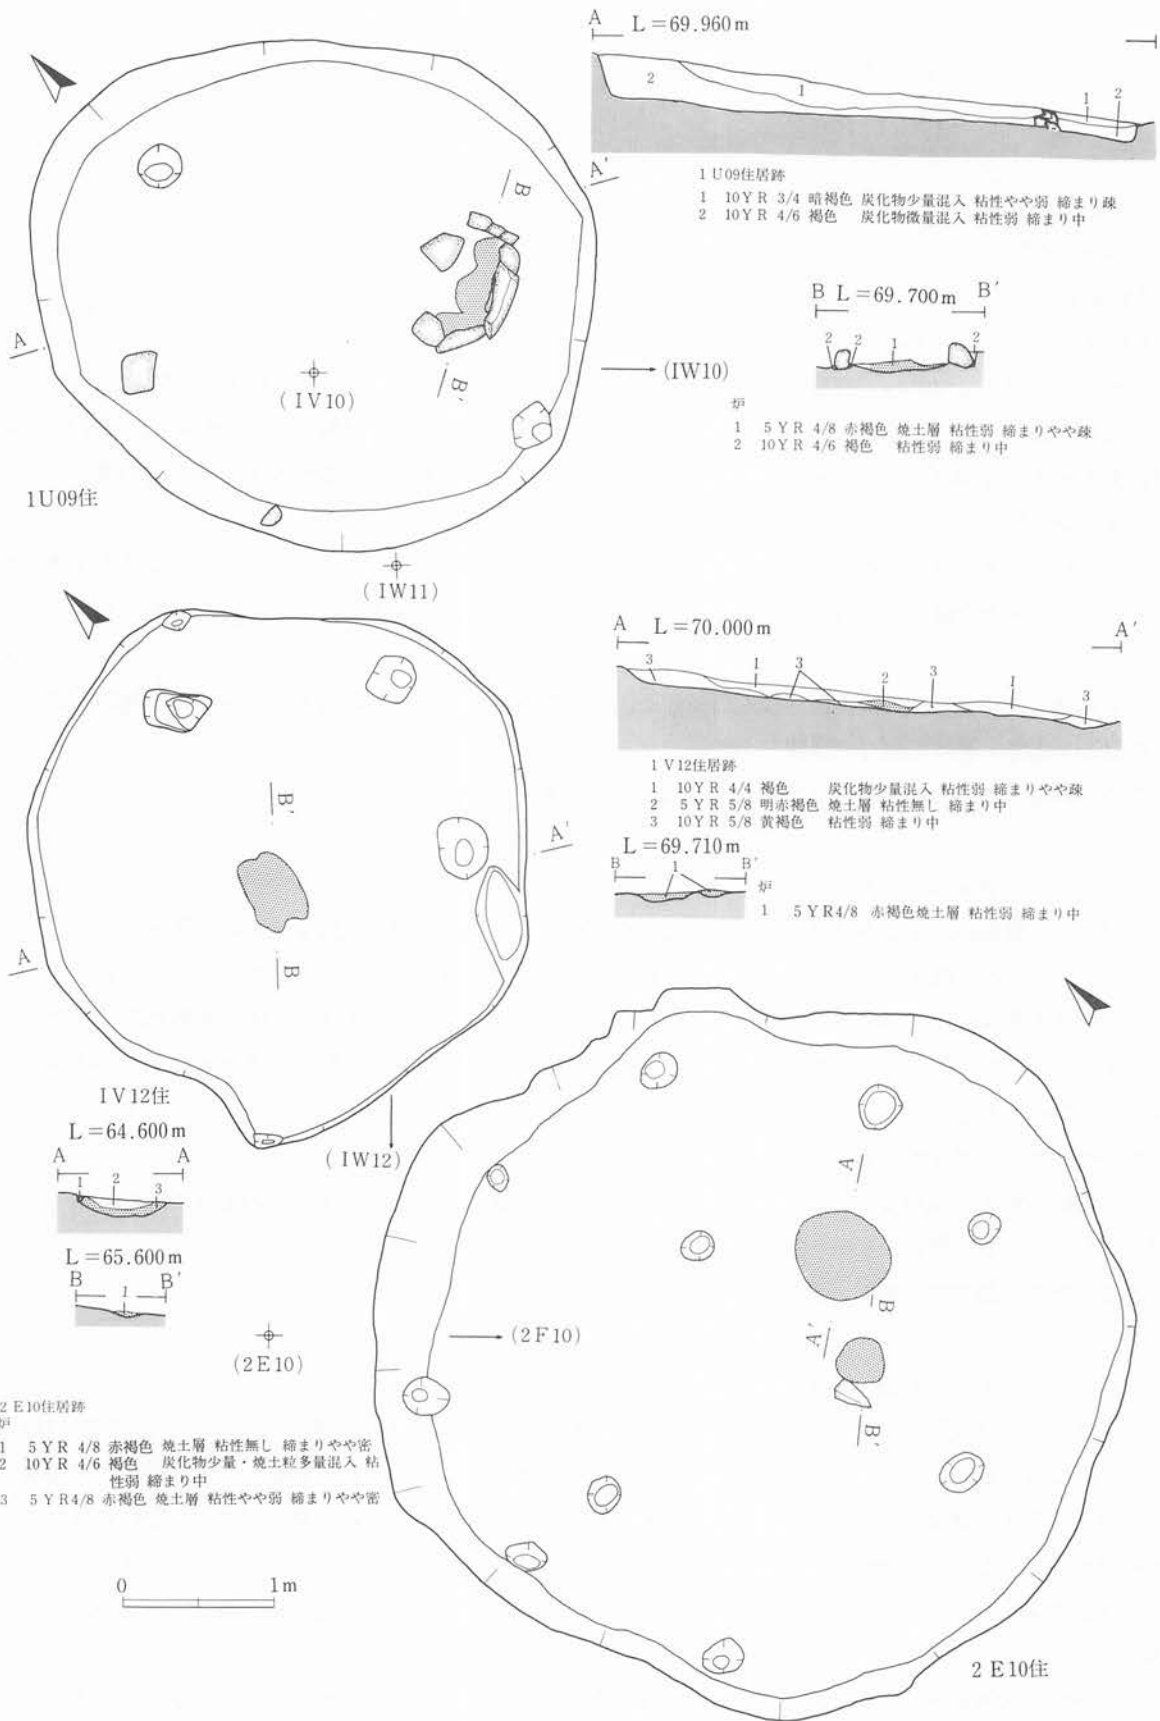 A L＝69.960m
2
1
1
2
A
A'
B
B'
(IV10)
→(IW10)
1U09住
(IW11)
1U09住居跡
1 10YR 3/4 暗褐色 炭化物少量混入 粘性やや弱 締まり疎
2 10YR 4/6 褐色 炭化物微量混入 粘性弱 締まり中
B L＝69.700m B'
2 2 1 2
炉
1 5YR 4/8 赤褐色 焼土層 粘性弱 締まりやや疎
2 10YR 4/6 褐色 粘性弱 締まり中
A L＝70.000m A'
3 1 3 2 3 1 3
1V12住居跡
1 10YR 4/4 褐色 炭化物少量混入 粘性弱 締まりやや疎
2 5YR 5/8 明赤褐色 焼土層 粘性無し 締まり中
3 10YR 5/8 黄褐色 粘性弱 締まり中
L＝69.710m
B 1 B'
炉
1 5YR4/8 赤褐色焼土層 粘性弱 締まり中
B'
A'
B
A
IV12住
(IW12)
L＝64.600m
A A
1 2 3
L＝65.600m
B B'
1
(2E10)
→(2F10)
A
B
A'
B'
2E10住居跡
炉
1 5YR 4/8 赤褐色 焼土層 粘性無し 締まりやや密
2 10YR 4/6 褐色 炭化物少量・焼土粒多量混入 粘
性弱 締まり中
3 5YR4/8 赤褐色 焼土層 粘性やや弱 締まりやや密
0 1m
2E10住